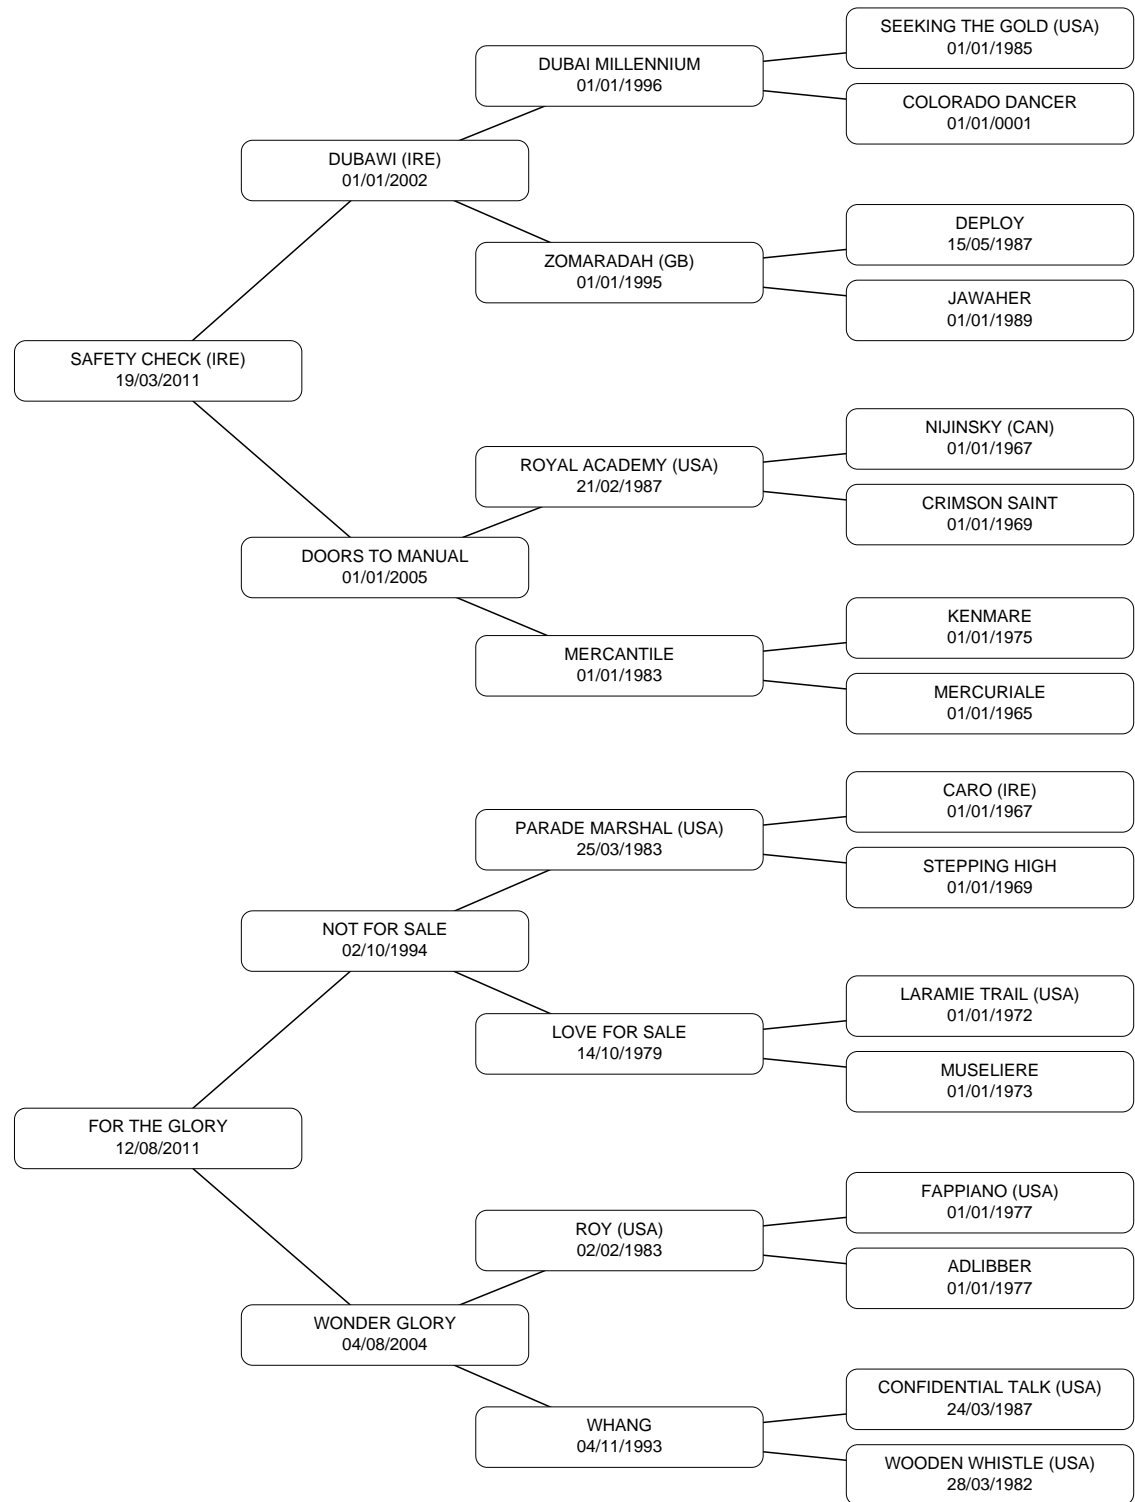 SEEKING THE GOLD (USA)
01/01/1985
DUBAI MILLENNIUM
01/01/1996
COLORADO DANCER
01/01/0001
DUBAWI (IRE)
01/01/2002
DEPLOY
15/05/1987
ZOMARADAH (GB)
01/01/1995
JAWAHER
01/01/1989
SAFETY CHECK (IRE)
19/03/2011
NIJINSKY (CAN)
01/01/1967
ROYAL ACADEMY (USA)
21/02/1987
CRIMSON SAINT
01/01/1969
DOORS TO MANUAL
01/01/2005
KENMARE
01/01/1975
MERCANTILE
01/01/1983
MERCURIALE
01/01/1965
CARO (IRE)
01/01/1967
PARADE MARSHAL (USA)
25/03/1983
STEPPING HIGH
01/01/1969
NOT FOR SALE
02/10/1994
LARAMIE TRAIL (USA)
01/01/1972
LOVE FOR SALE
14/10/1979
MUSELIERE
01/01/1973
FOR THE GLORY
12/08/2011
FAPPIANO (USA)
01/01/1977
ROY (USA)
02/02/1983
ADLIBBER
01/01/1977
WONDER GLORY
04/08/2004
CONFIDENTIAL TALK (USA)
24/03/1987
WHANG
04/11/1993
WOODEN WHISTLE (USA)
28/03/1982